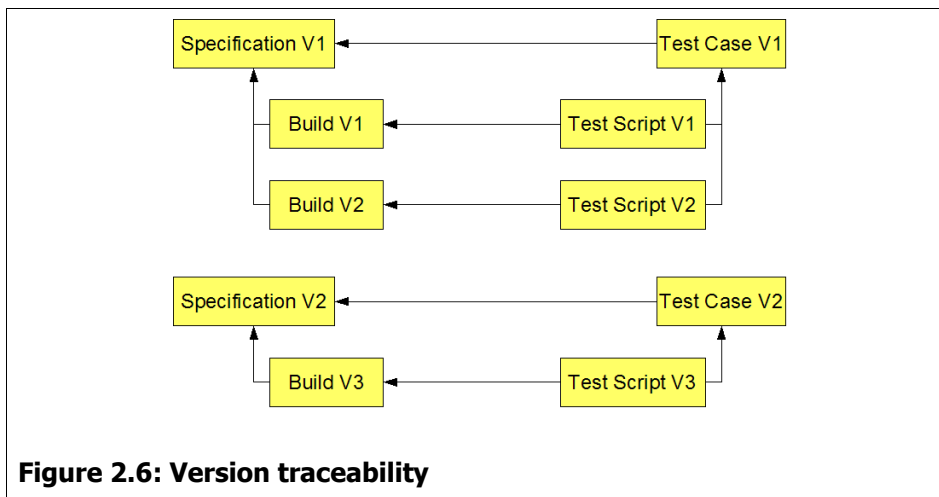 Specification V1
Test Case V1
Build V1
Test Script V1
Build V2
Test Script V2
Specification V2
Test Case V2
Build V3
Test Script V3
Figure 2.6: Version traceability